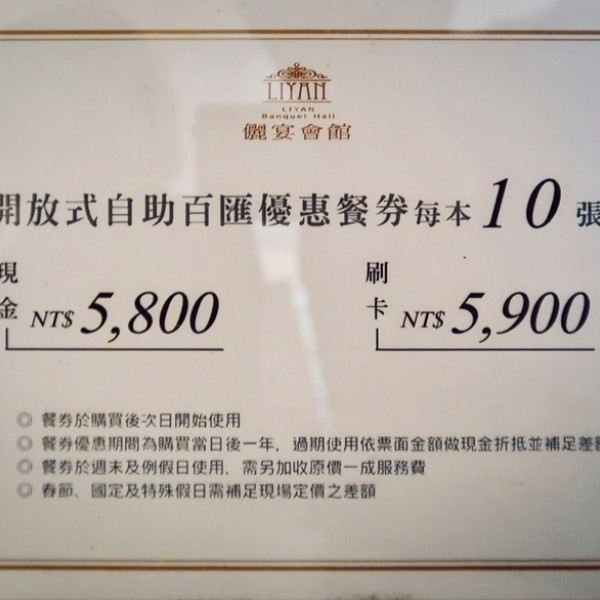 LIYAN
LIYAN
Banquet Hall
儷宴會館
開放式自助百匯優惠餐券每本10張
現金 NT$ 5,800
刷卡 NT$ 5,900
◎ 餐券於購買後次日開始使用
◎ 餐券優惠期間為購買當日後一年，過期使用依票面金額做現金折抵並補足差額
◎ 餐券於週末及例假日使用，需另加收原價一成服務費
◎ 春節、國定及特殊假日需補足現場定價之差額